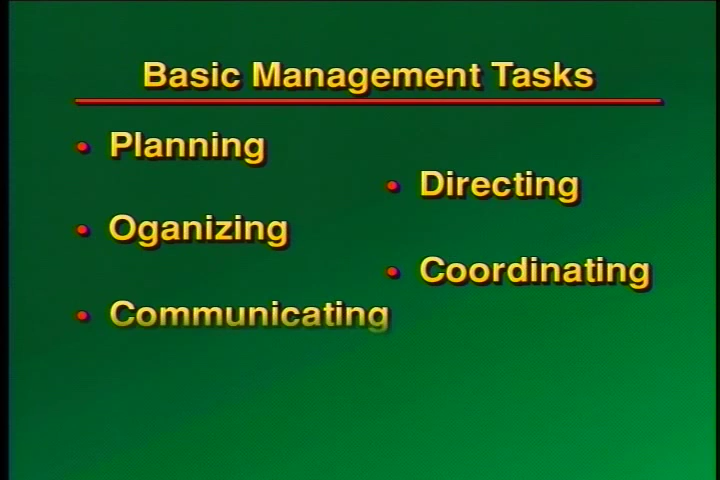 Basic Management Tasks
• Planning
• Directing
• Oganizing
• Coordinating
• Communicating